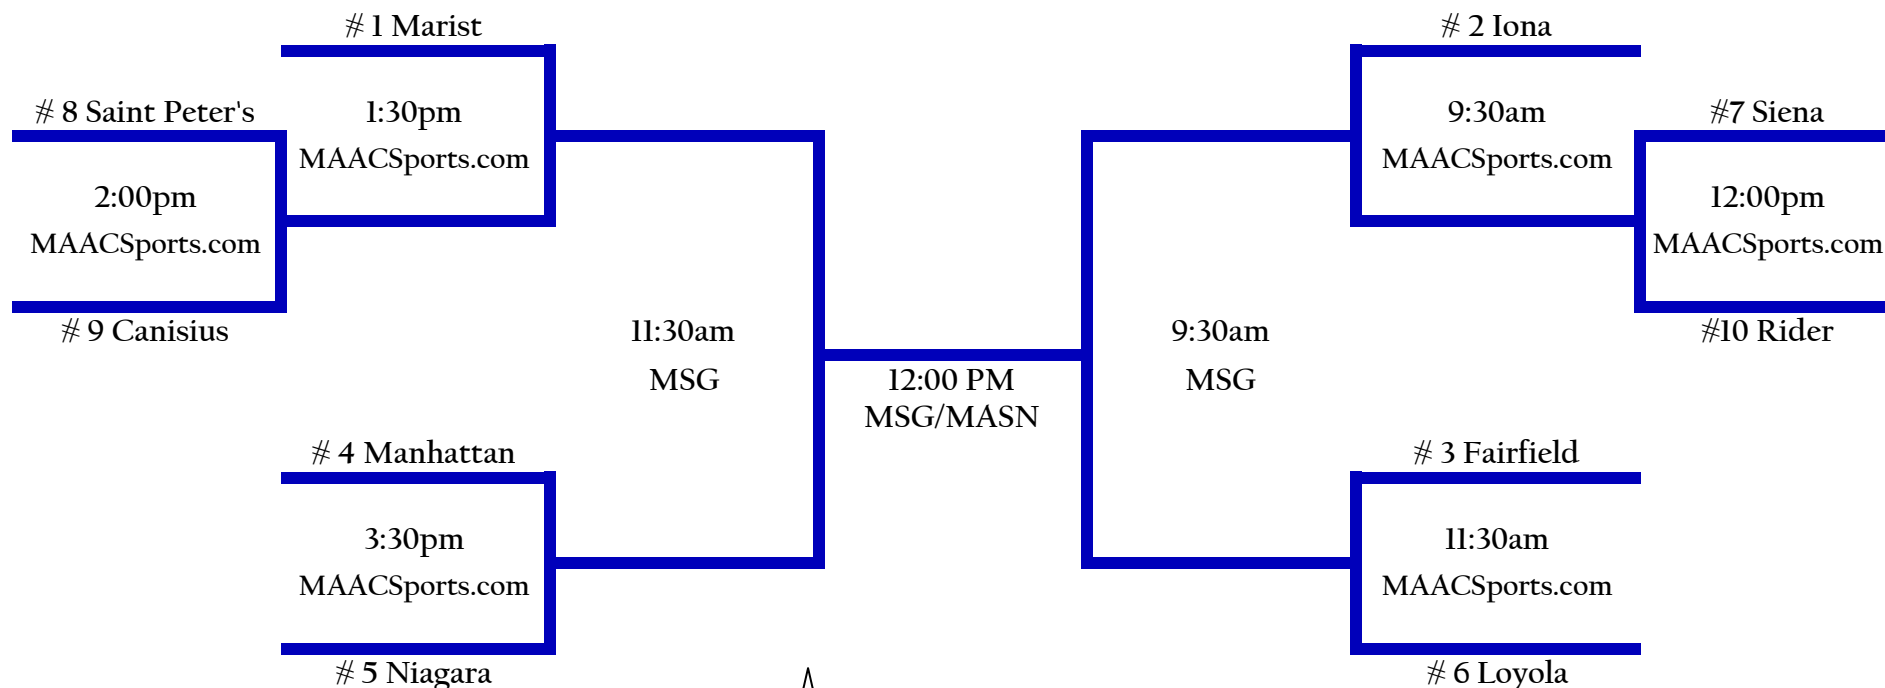 # 1 Marist
# 2 Iona
# 8 Saint Peter's
1:30pm
MAACSports.com
9:30am
MAACSports.com
#7 Siena
2:00pm
MAACSports.com
12:00pm
MAACSports.com
# 9 Canisius
11:30am
MSG
12:00 PM
MSG/MASN
9:30am
MSG
#10 Rider
# 4 Manhattan
# 3 Fairfield
3:30pm
MAACSports.com
11:30am
MAACSports.com
# 5 Niagara
# 6 Loyola